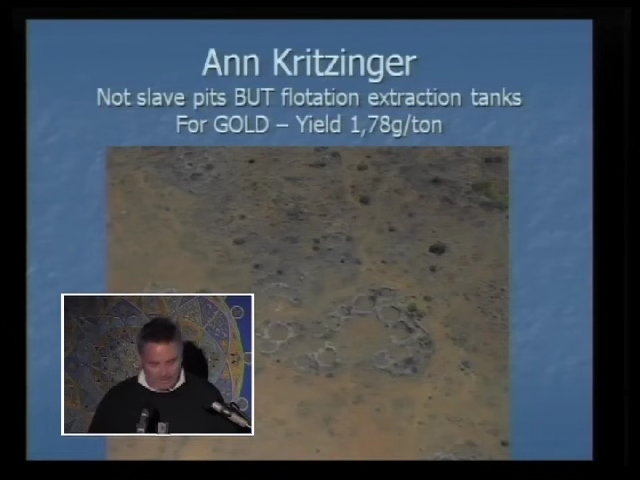 Ann Kritzinger
Not slave pits BUT flotation extraction tanks
For GOLD – Yield 1,78g/ton